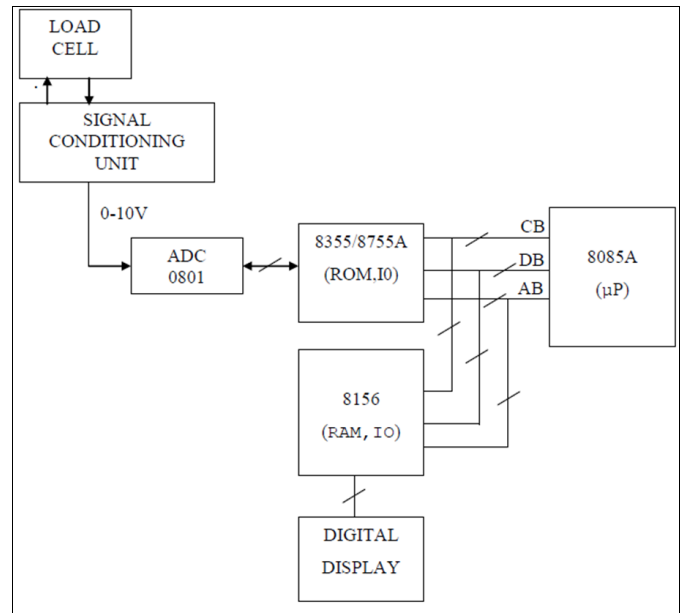 LOAD
CELL
SIGNAL
CONDITIONING
UNIT
0-10V
ADC
0801
8355/8755A
(ROM,I0)
CB
DB
AB
8085A
(µP)
8156
(RAM,IO)
DIGITAL
DISPLAY